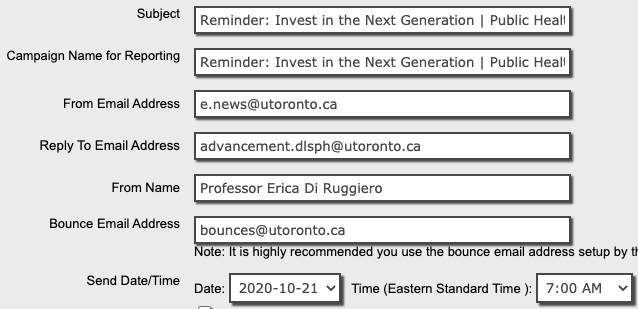 Subject Reminder: Invest in the Next Generation | Public Heal
Campaign Name for Reporting Reminder: Invest in the Next Generation | Public Heal
From Email Address e.news@utoronto.ca
Reply To Email Address advancement.dlsph@utoronto.ca
From Name Professor Erica Di Ruggiero
Bounce Email Address bounces@utoronto.ca
Note: It is highly recommended you use the bounce email address setup by th
Send Date/Time Date: 2020-10-21 Time (Eastern Standard Time ): 7:00 AM